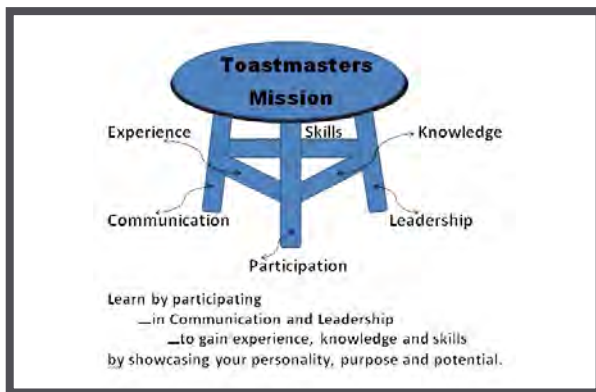 Toastmasters
Mission
Experience
Skills
Knowledge
Communication
Leadership
Participation
Learn by participating
...in Communication and Leadership
...to gain experience, knowledge and skills
by showcasing your personality, purpose and potential.